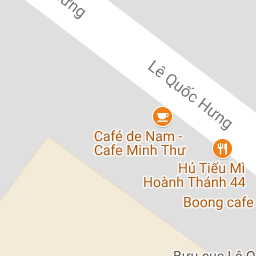 Lê Quốc Hưng
Café de Nam -
Cafe Minh Thư
Hủ Tiếu Mì
Hoành Thánh 44
Boong cafe